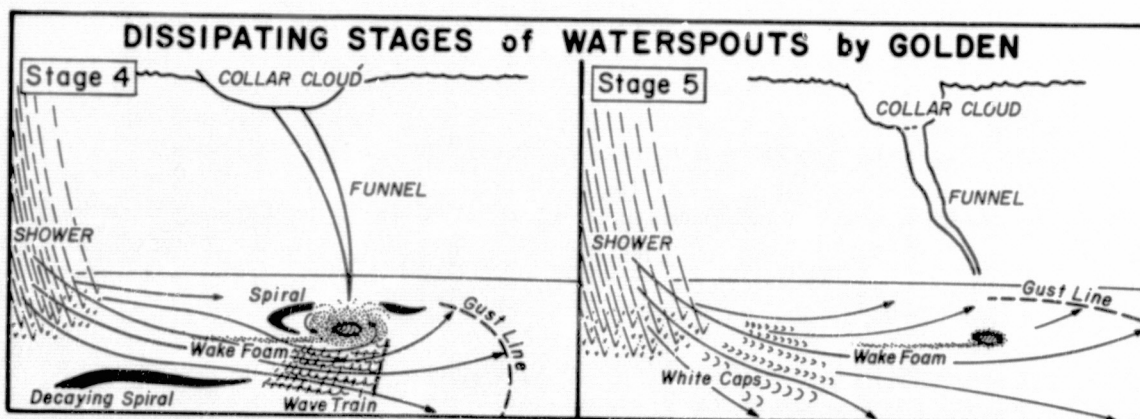 DISSIPATING STAGES of WATERSPOUTS by GOLDEN
Stage 4
COLLAR CLOUD
FUNNEL
SHOWER
Spiral
Gust Line
Wake Foam
Decaying Spiral
Wave Train
Stage 5
COLLAR CLOUD
FUNNEL
SHOWER
Gust Line
Wake Foam
White Caps